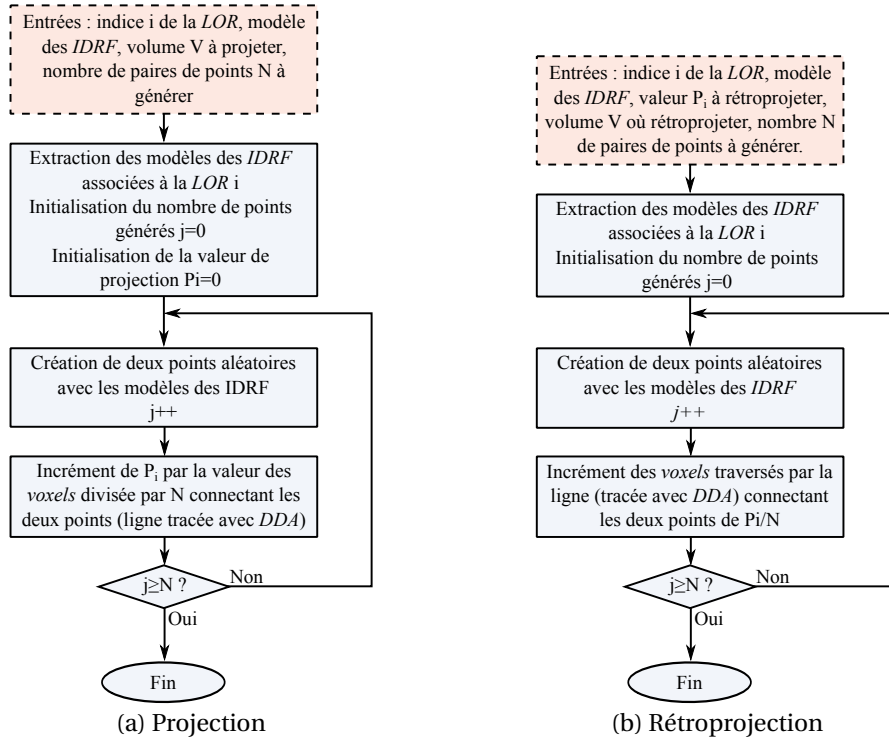 Entrées : indice i de la LOR, modèle
des IDRF, volume V à projeter,
nombre de paires de points N à
générer
Extraction des modèles des IDRF
associées à la LOR i
Initialisation du nombre de points
générés j=0
Initialisation de la valeur de
projection Pi=0
Création de deux points aléatoires
avec les modèles des IDRF
j++
Incrément de Pi par la valeur des
voxels divisée par N connectant les
deux points (ligne tracée avec DDA)
j≥N ?
Non
Oui
Fin
(a) Projection
Entrées : indice i de la LOR, modèle
des IDRF, valeur Pi à rétroprojeter,
volume V où rétroprojeter, nombre N
de paires de points à générer.
Extraction des modèles des IDRF
associées à la LOR i
Initialisation du nombre de points
générés j=0
Création de deux points aléatoires
avec les modèles des IDRF
j++
Incrément des voxels traversés par la
ligne (tracée avec DDA) connectant
les deux points de Pi/N
j≥N ?
Non
Oui
Fin
(b) Rétroprojection